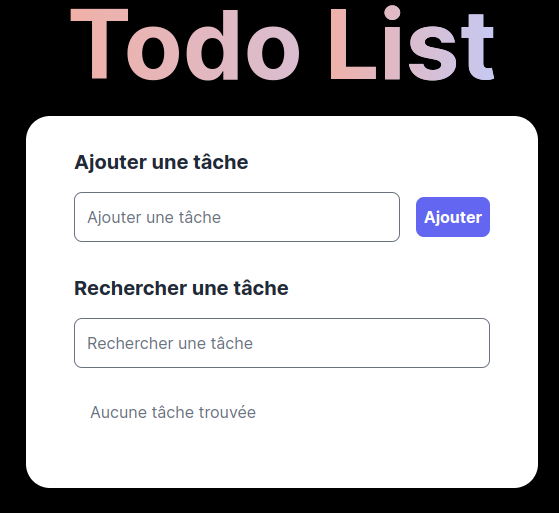 Todo List
Ajouter une tâche
Ajouter une tâche
Ajouter
Rechercher une tâche
Rechercher une tâche
Aucune tâche trouvée